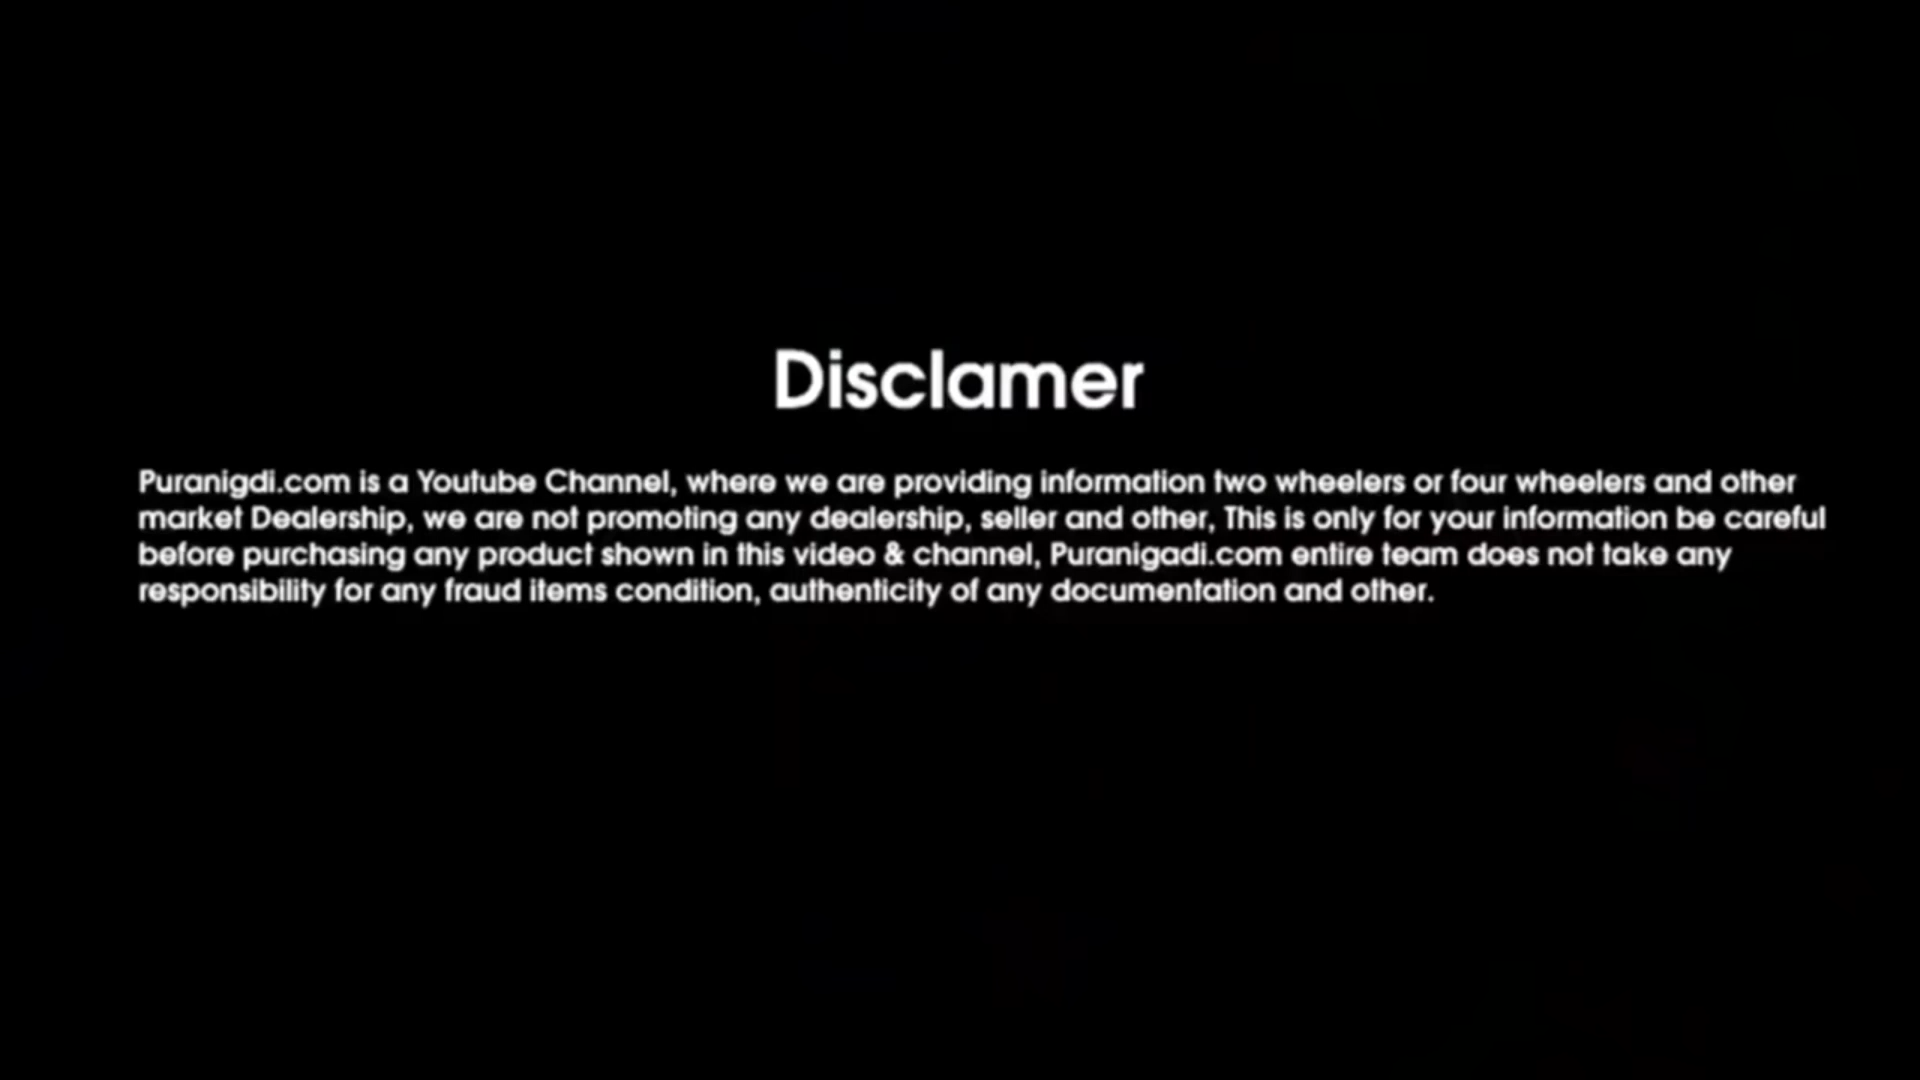 Disclamer
Puranigdi.com is a Youtube Channel, where we are providing information two wheelers or four wheelers and other
market Dealership, we are not promoting any dealership, seller and other, This is only for your information be careful
before purchasing any product shown in this video & channel, Puranigadi.com entire team does not take any
responsibility for any fraud items condition, authenticity of any documentation and other.